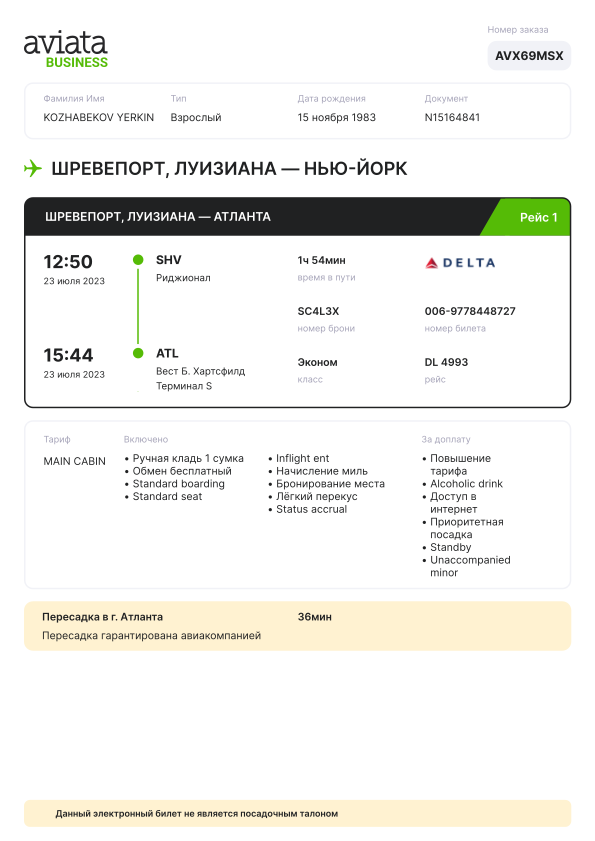 aviata
BUSINESS
Номер заказа
AVX69MSX
Фамилия Имя
Тип
Дата рождения
Документ
KOZHABEKOV YERKIN
Взрослый
15 ноября 1983
N15164841
ШРЕВЕПОРТ, ЛУИЗИАНА — НЬЮ-ЙОРК
ШРЕВЕПОРТ, ЛУИЗИАНА — АТЛАНТА
Рейс 1
12:50
23 июля 2023
SHV
Риджионал
1ч 54мин
время в пути
DELTA
SC4L3X
номер брони
006-9778448727
номер билета
15:44
23 июля 2023
ATL
Вест Б. Хартсфилд
Терминал S
Эконом
класс
DL 4993
рейс
Тариф
MAIN CABIN
Включено
• Ручная кладь 1 сумка
• Обмен бесплатный
• Standard boarding
• Standard seat
• Inflight ent
• Начисление миль
• Бронирование места
• Лёгкий перекус
• Status accrual
За доплату
• Повышение
тарифа
• Alcoholic drink
• Доступ в
интернет
• Приоритетная
посадка
• Standby
• Unaccompanied
minor
Пересадка в г. Атланта
36мин
Пересадка гарантирована авиакомпанией
Данный электронный билет не является посадочным талоном